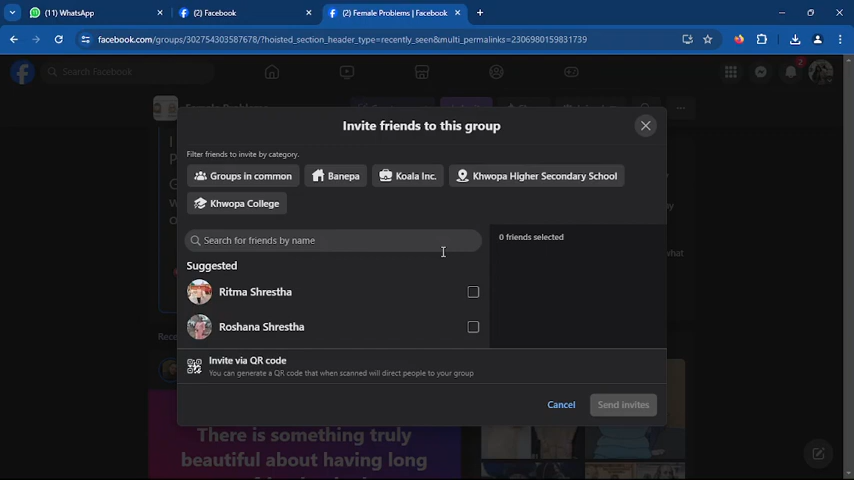 (11) WhatsApp
(2) Facebook
(2) Female Problems | Facebook
facebook.com/groups/302754303587678/?hoisted_section_header_type=recently_seen&multi_permalinks=2306980159831739
Search Facebook
2
Invite friends to this group
Filter friends to invite by category.
Groups in common
Banepa
Koala Inc.
Khwopa Higher Secondary School
Khwopa College
Search for friends by name
0 friends selected
Suggested
Ritma Shrestha
Roshana Shrestha
Invite via QR code
You can generate a QR code that when scanned will direct people to your group
Cancel
Send invites
There is something truly
beautiful about having long